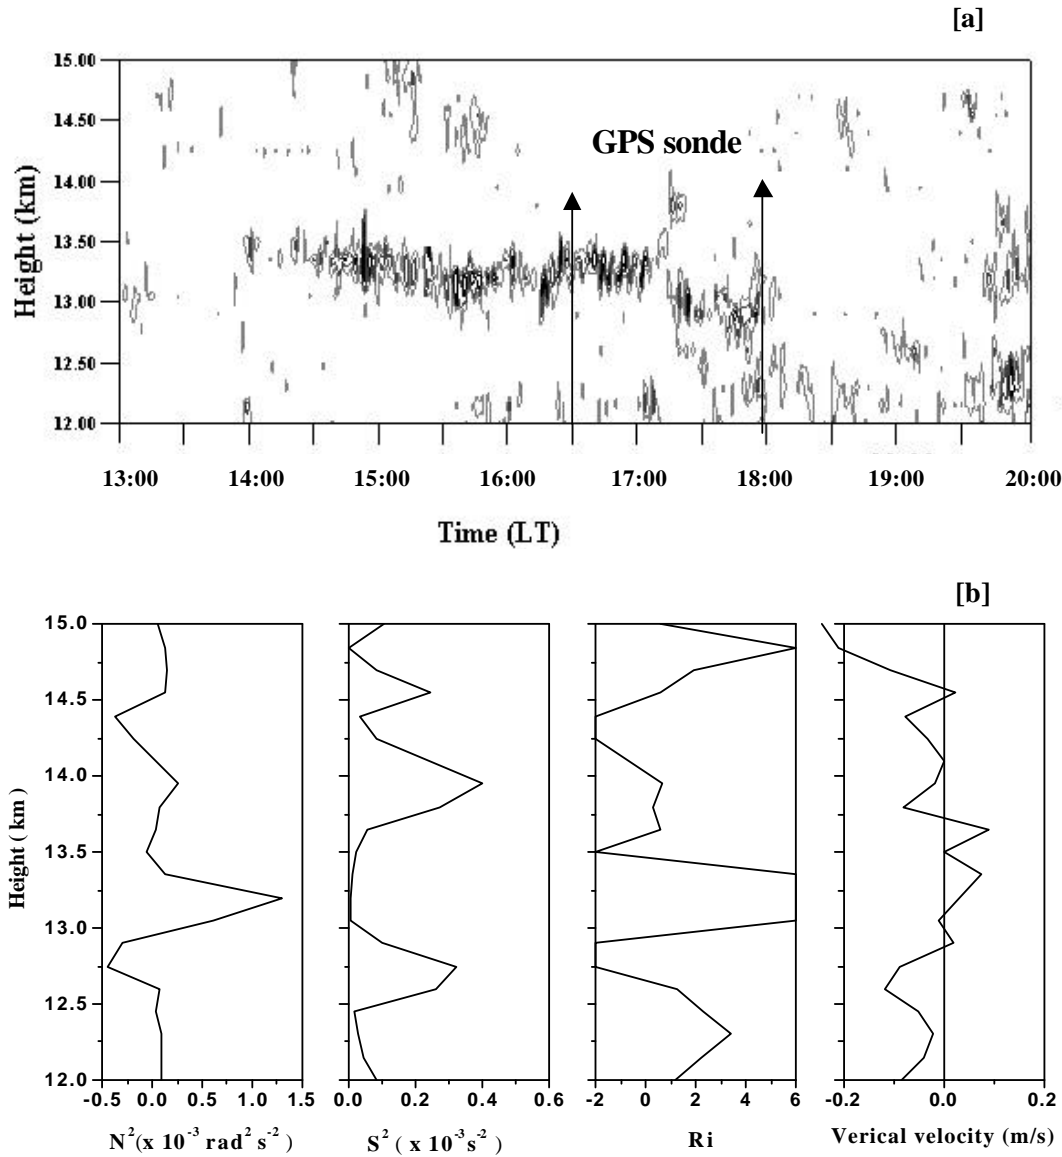 [a]
15.00
14.50
14.00
13.50
13.00
12.50
12.00
Height (km)
GPS sonde
13:00 14:00 15:00 16:00 17:00 18:00 19:00 20:00
Time (LT)
[b]
15.0
14.5
14.0
13.5
13.0
12.5
12.0
Height ( km )
-0.5 0.0 0.5 1.0 1.5
0.0 0.2 0.4 0.6
-2 0 2 4 6
-0.2 0.0 0.2
N² (x 10⁻³ rad² s⁻²)
S² ( x 10⁻³ s⁻²)
Ri
Verical velocity (m/s)